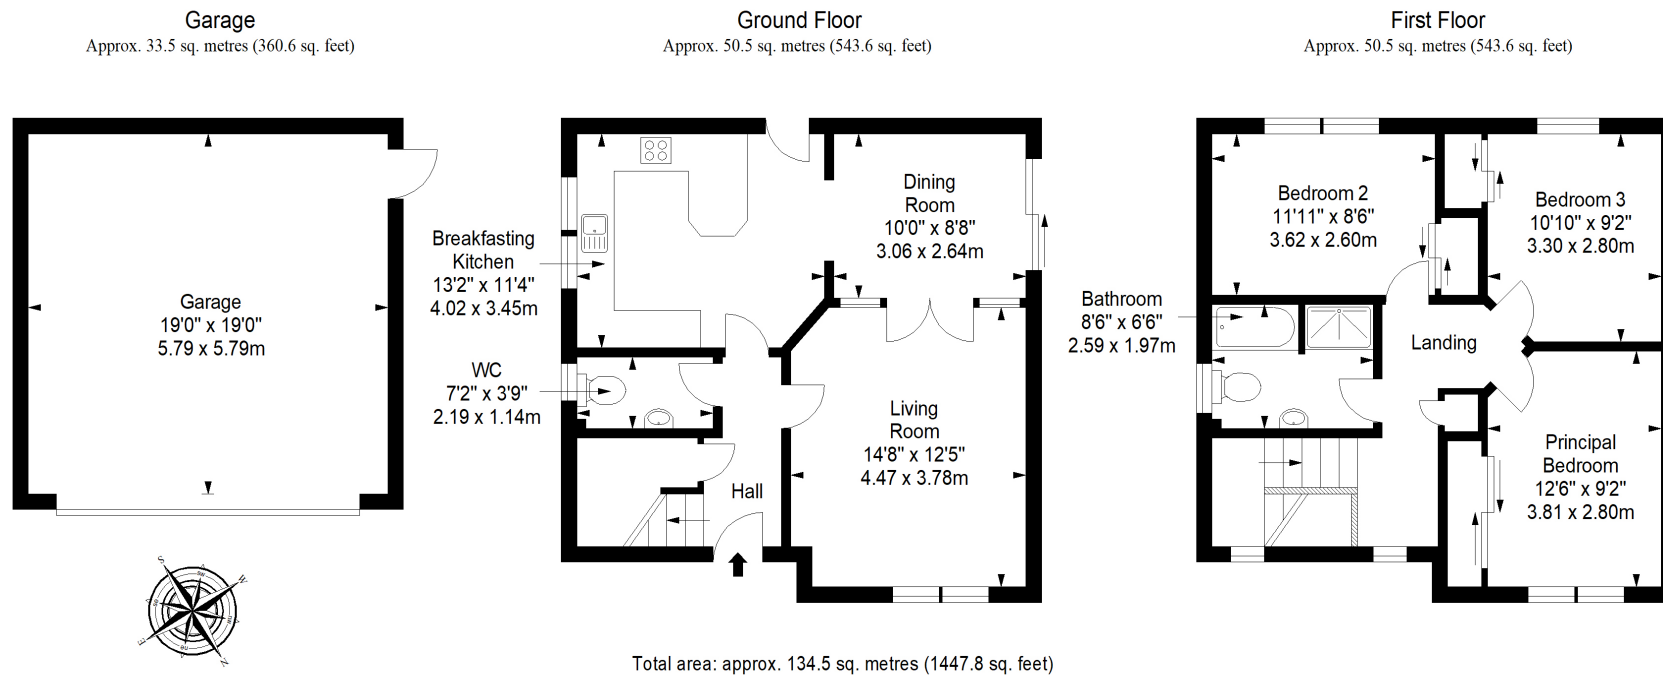 Garage
Approx. 33.5 sq. metres (360.6 sq. feet)
Ground Floor
Approx. 50.5 sq. metres (543.6 sq. feet)
First Floor
Approx. 50.5 sq. metres (543.6 sq. feet)
Garage
19'0" x 19'0"
5.79 x 5.79m
Breakfasting
Kitchen
13'2" x 11'4"
4.02 x 3.45m
Dining
Room
10'0" x 8'8"
3.06 x 2.64m
WC
7'2" x 3'9"
2.19 x 1.14m
Living
Room
14'8" x 12'5"
4.47 x 3.78m
Hall
Bedroom 2
11'11" x 8'6"
3.62 x 2.60m
Bedroom 3
10'10" x 9'2"
3.30 x 2.80m
Bathroom
8'6" x 6'6"
2.59 x 1.97m
Landing
Principal
Bedroom
12'6" x 9'2"
3.81 x 2.80m
S
W
E
N
Total area: approx. 134.5 sq. metres (1447.8 sq. feet)